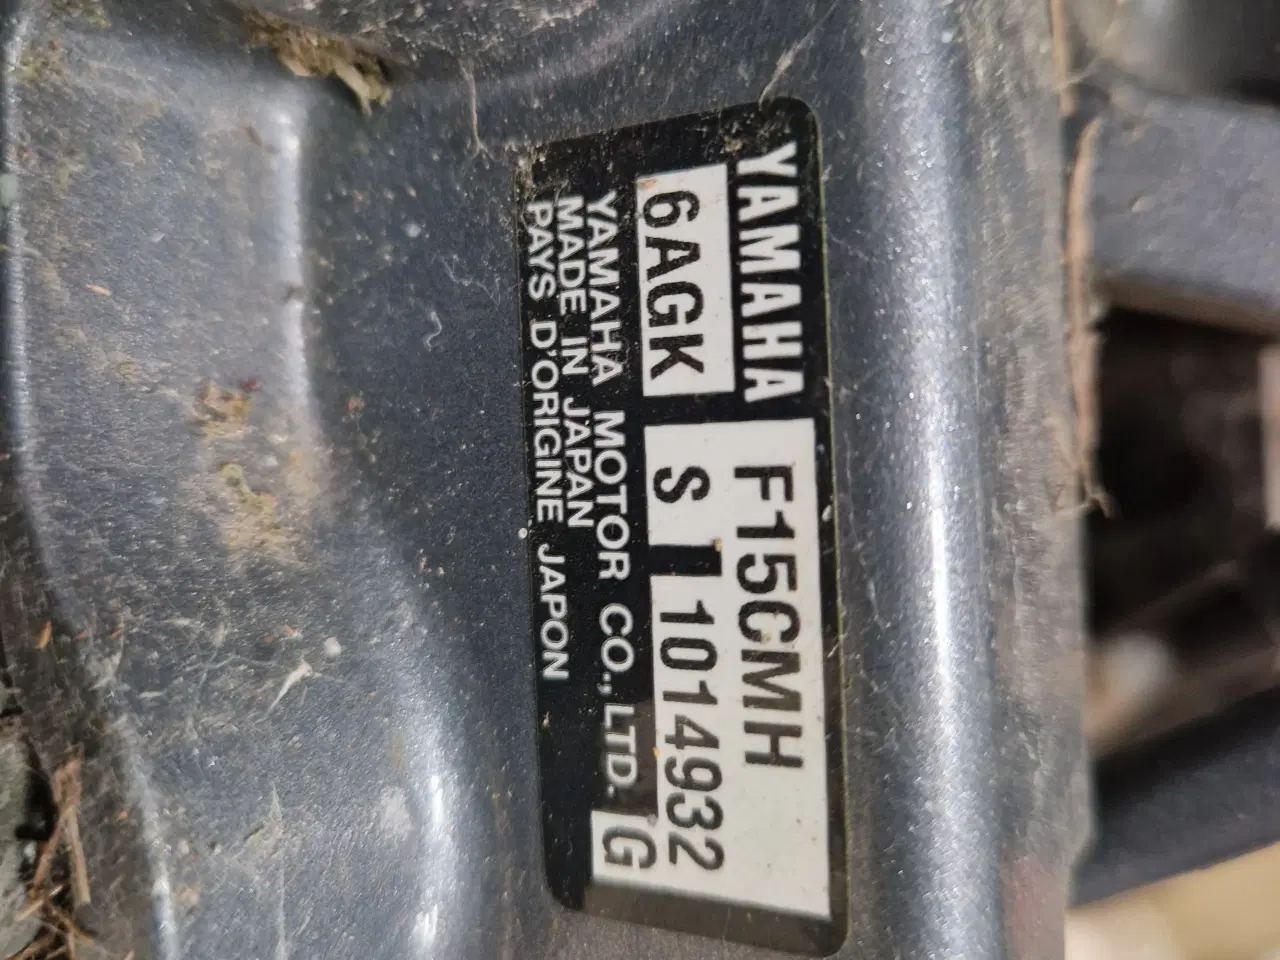 YAMAHA F15CMH
6AGK S 1014932
YAMAHA MOTOR CO., LTD. G
MADE IN JAPAN
PAYS D'ORIGINE JAPON